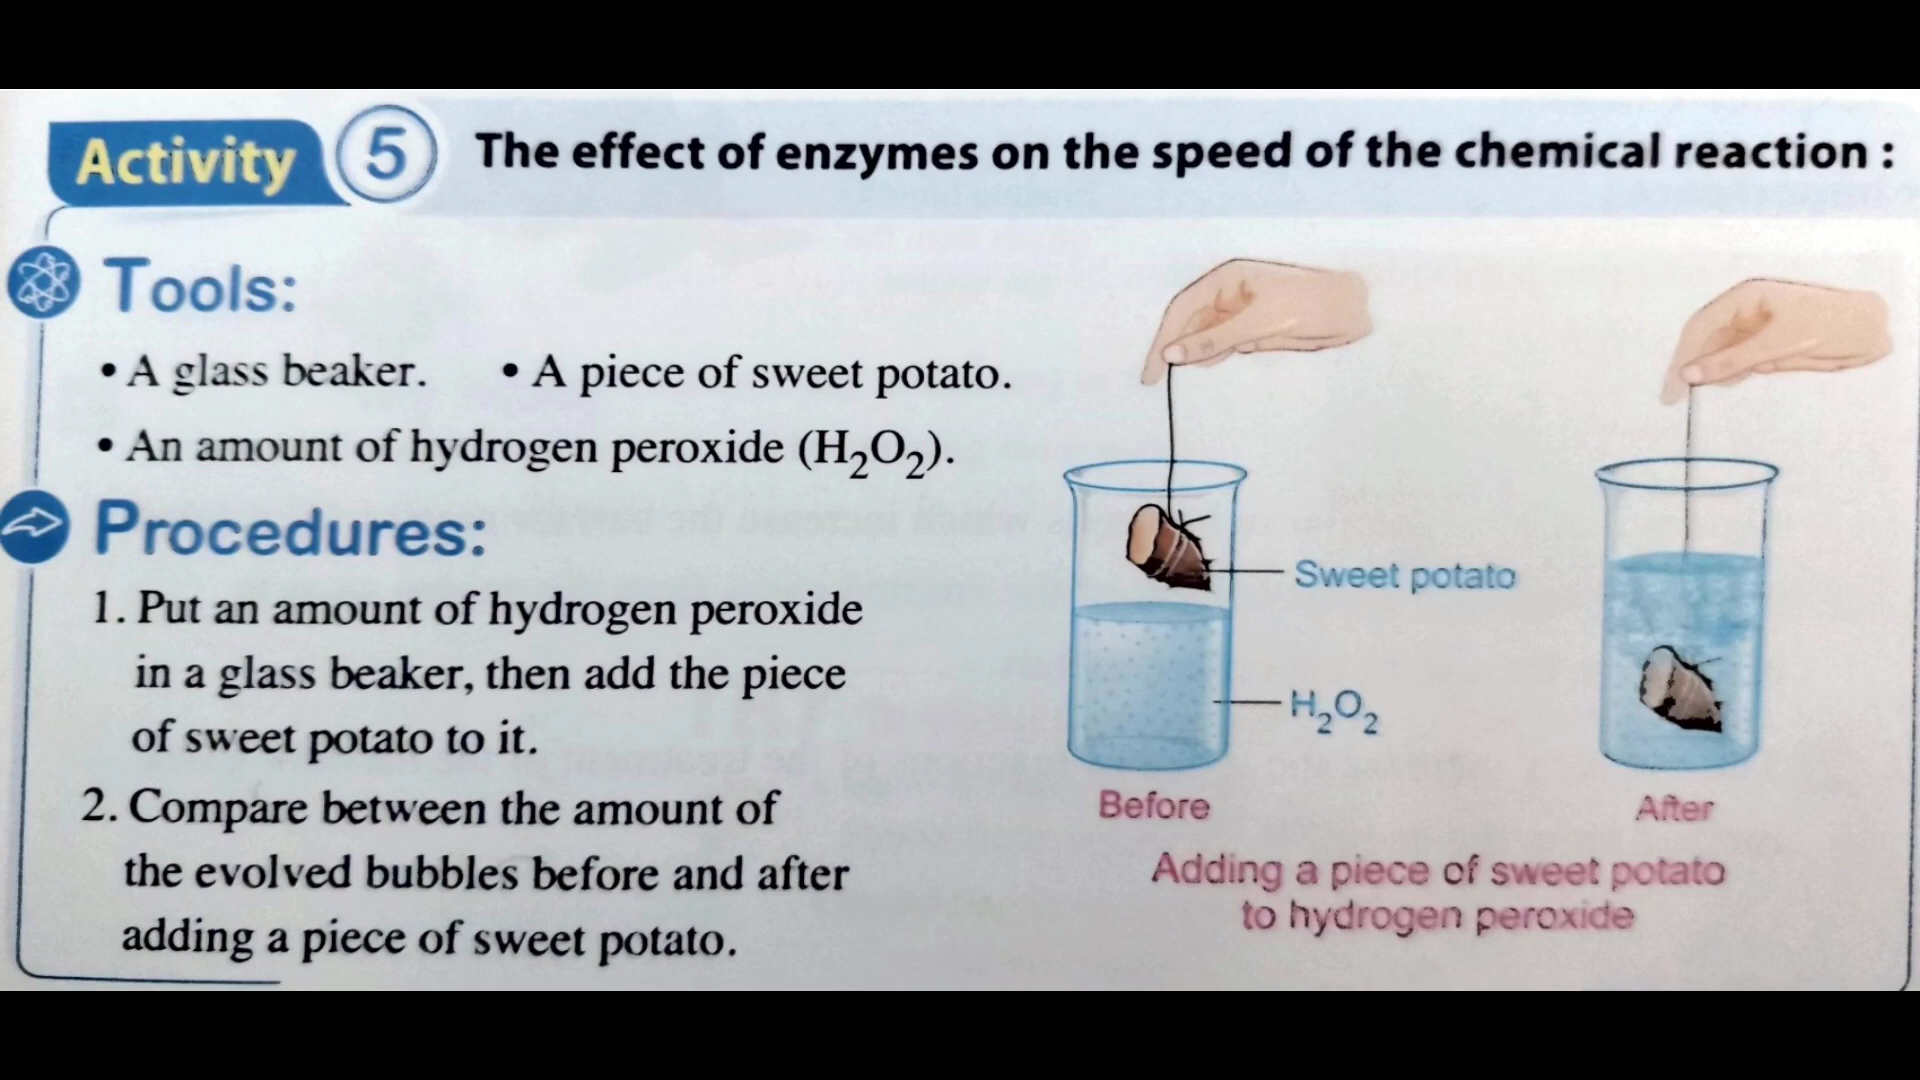 Activity 5 The effect of enzymes on the speed of the chemical reaction :
Tools:
• A glass beaker. • A piece of sweet potato.
• An amount of hydrogen peroxide (H₂O₂).
Procedures:
1. Put an amount of hydrogen peroxide
in a glass beaker, then add the piece
of sweet potato to it.
2. Compare between the amount of
the evolved bubbles before and after
adding a piece of sweet potato.
Sweet potato
H₂O₂
Before
After
Adding a piece of sweet potato
to hydrogen peroxide